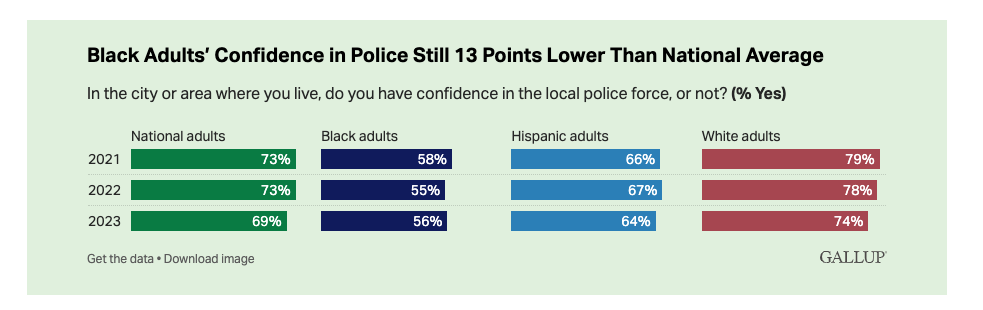 Black Adults’ Confidence in Police Still 13 Points Lower Than National Average
In the city or area where you live, do you have confidence in the local police force, or not? (% Yes)
National adults Black adults Hispanic adults White adults
2021 73% 58% 66% 79%
2022 73% 55% 67% 78%
2023 69% 56% 64% 74%
Get the data • Download image GALLUP®